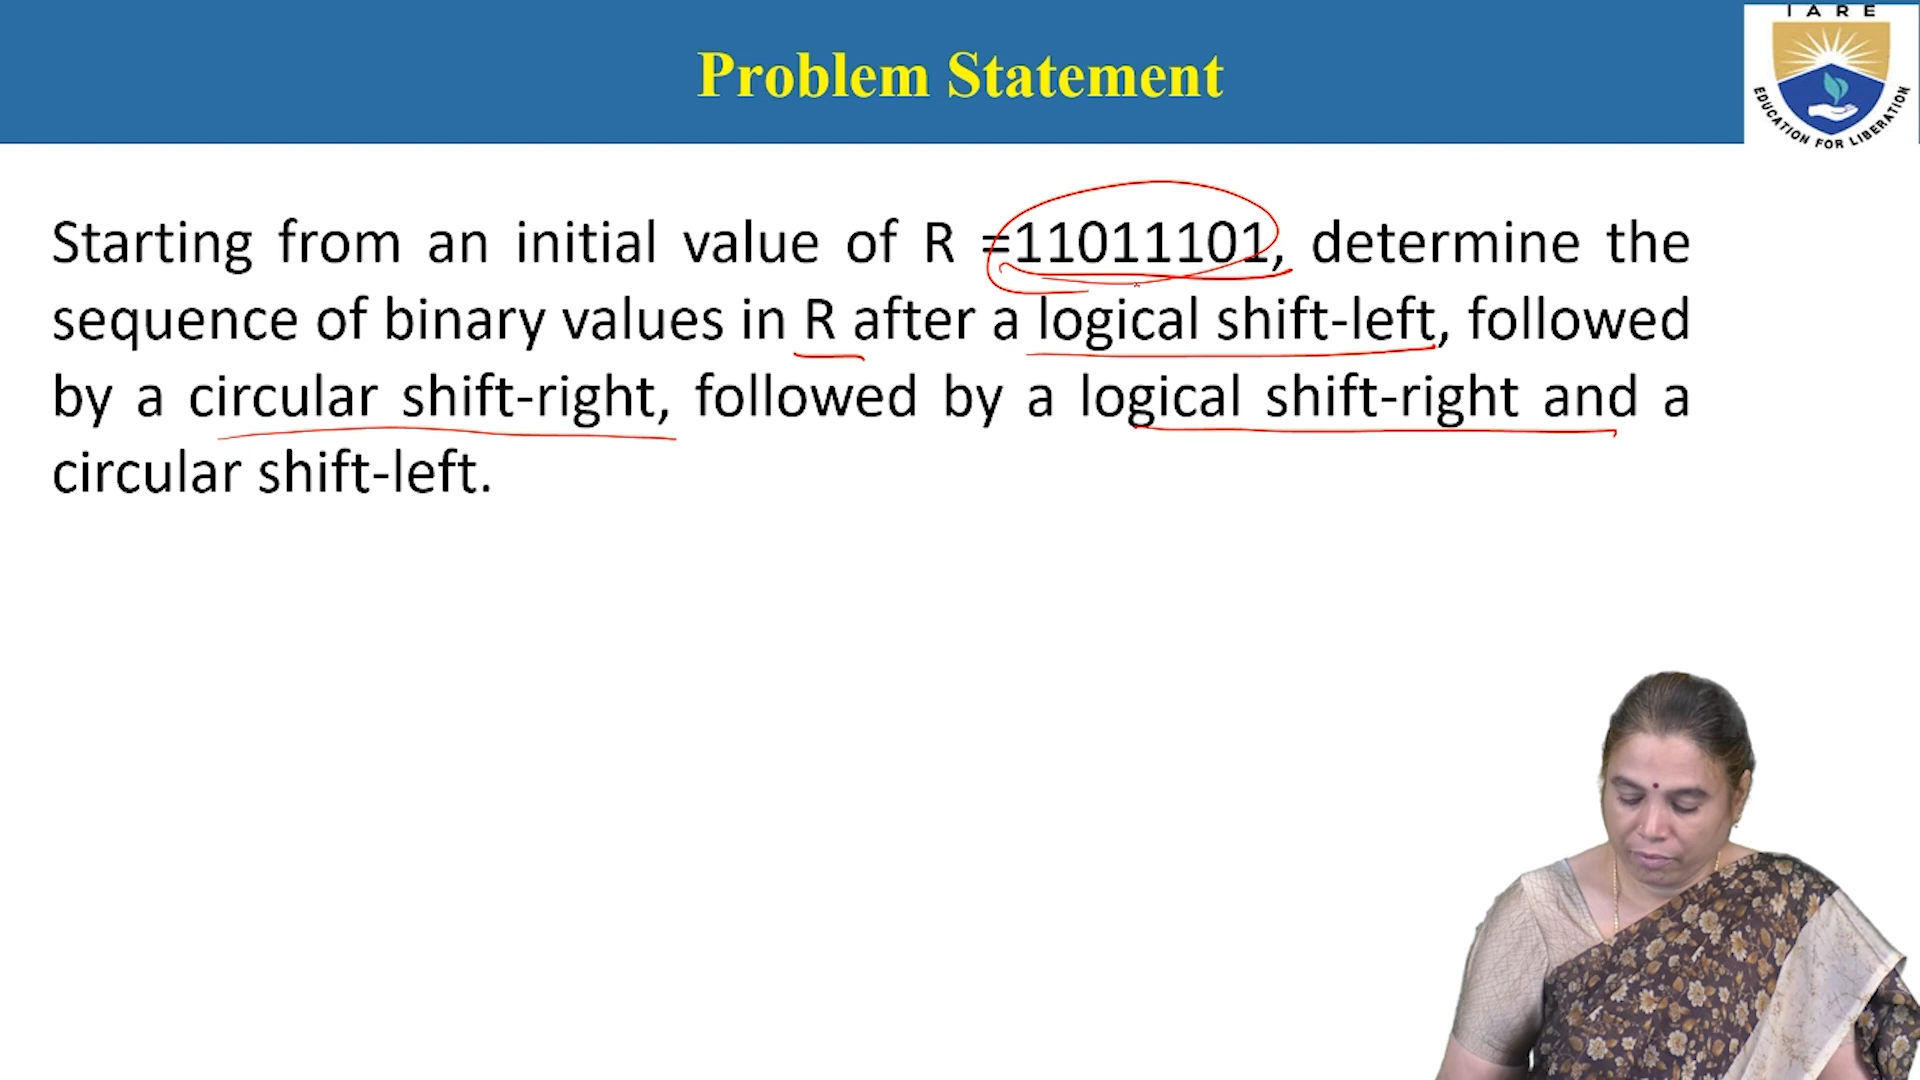 IARE
EDUCATION FOR LIBERATION
Problem Statement
Starting from an initial value of R =11011101, determine the
sequence of binary values in R after a logical shift-left, followed
by a circular shift-right, followed by a logical shift-right and a
circular shift-left.